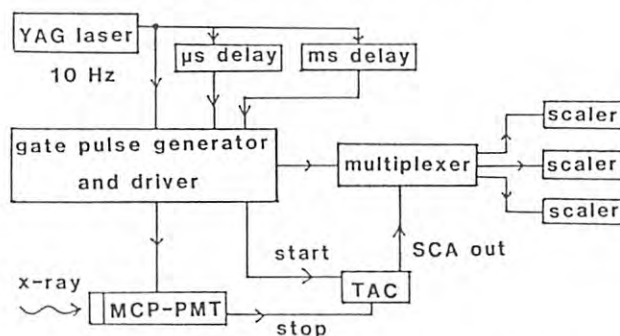 YAG laser
10 Hz
μs delay
ms delay
gate pulse generator
and driver
multiplexer
scaler
scaler
scaler
start
SCA out
x-ray
MCP-PMT
TAC
stop